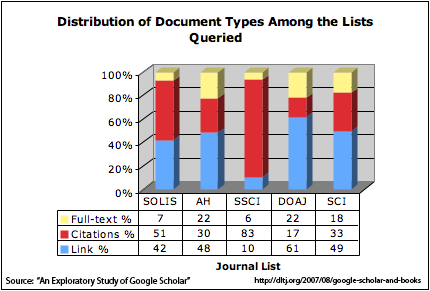 Distribution of Document Types Among the Lists
Queried
100%
80%
60%
40%
20%
0%
SOLIS AH SSCI DOAJ SCI
Full-text % 7 22 6 22 18
Citations % 51 30 83 17 33
Link % 42 48 10 61 49
Journal List
Source: "An Exploratory Study of Google Scholar" http://dltj.org/2007/08/google-scholar-and-books